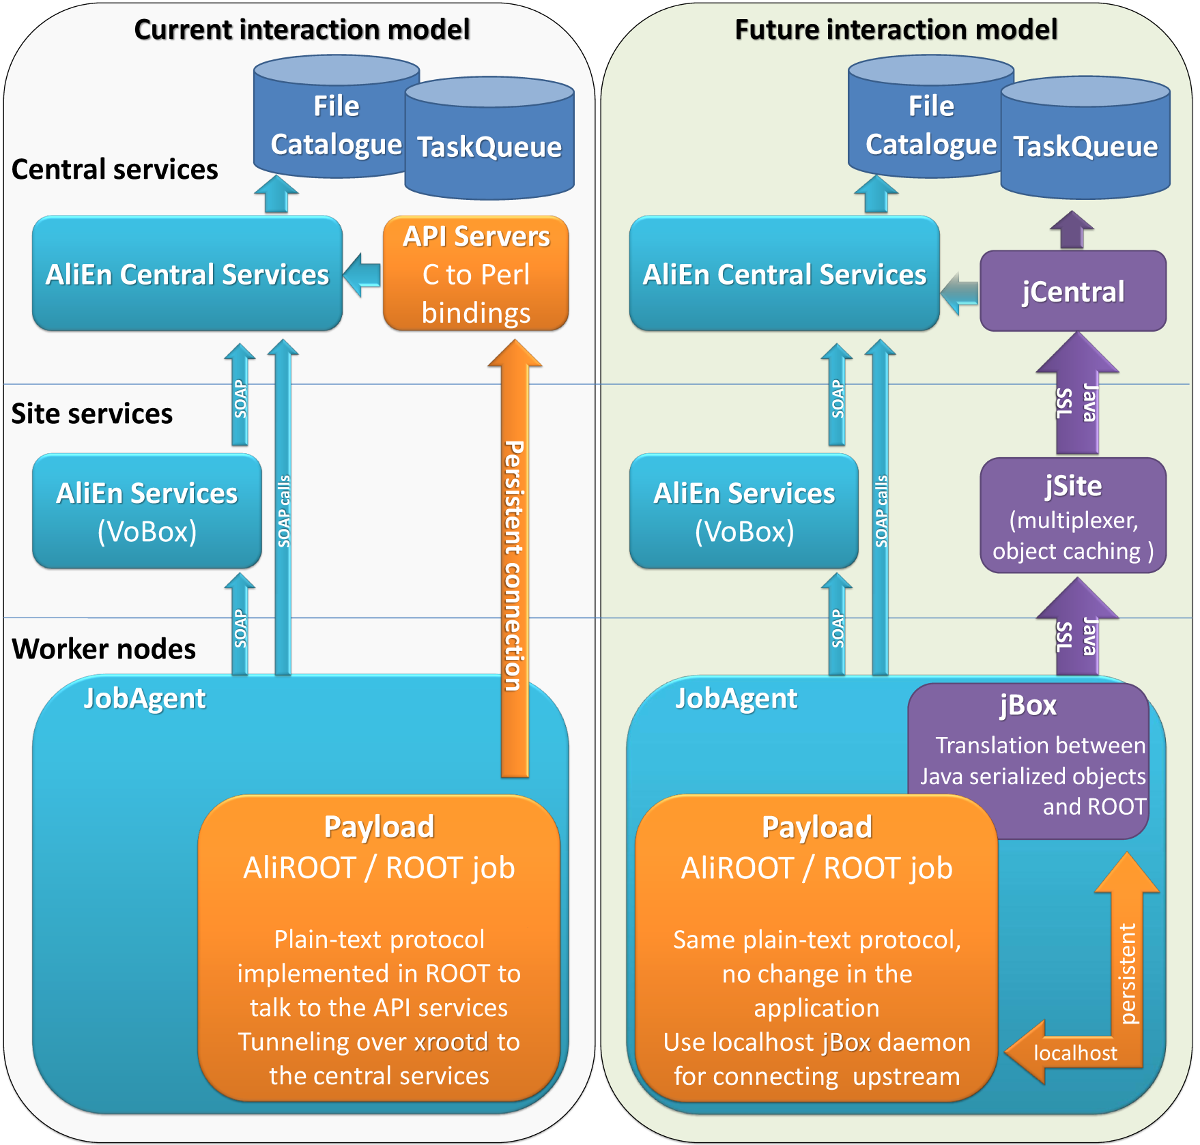 Current interaction model
File
Catalogue
TaskQueue
Central services
AliEn Central Services
API Servers
C to Perl
bindings
SOAP
Site services
AliEn Services
(VoBox)
SOAP calls
Persistent connection
SOAP
Worker nodes
JobAgent
Payload
AliROOT / ROOT job
Plain-text protocol
implemented in ROOT to
talk to the API services
Tunneling over xrootd to
the central services
Future interaction model
File
Catalogue
TaskQueue
AliEn Central Services
jCentral
SOAP
Java
SSL
AliEn Services
(VoBox)
SOAP calls
jSite
(multiplexer,
object caching )
SOAP
Java
SSL
JobAgent
jBox
Translation between
Java serialized objects
and ROOT
Payload
AliROOT / ROOT job
Same plain-text protocol,
no change in the
application
Use localhost jBox daemon
for connecting upstream
persistent
localhost